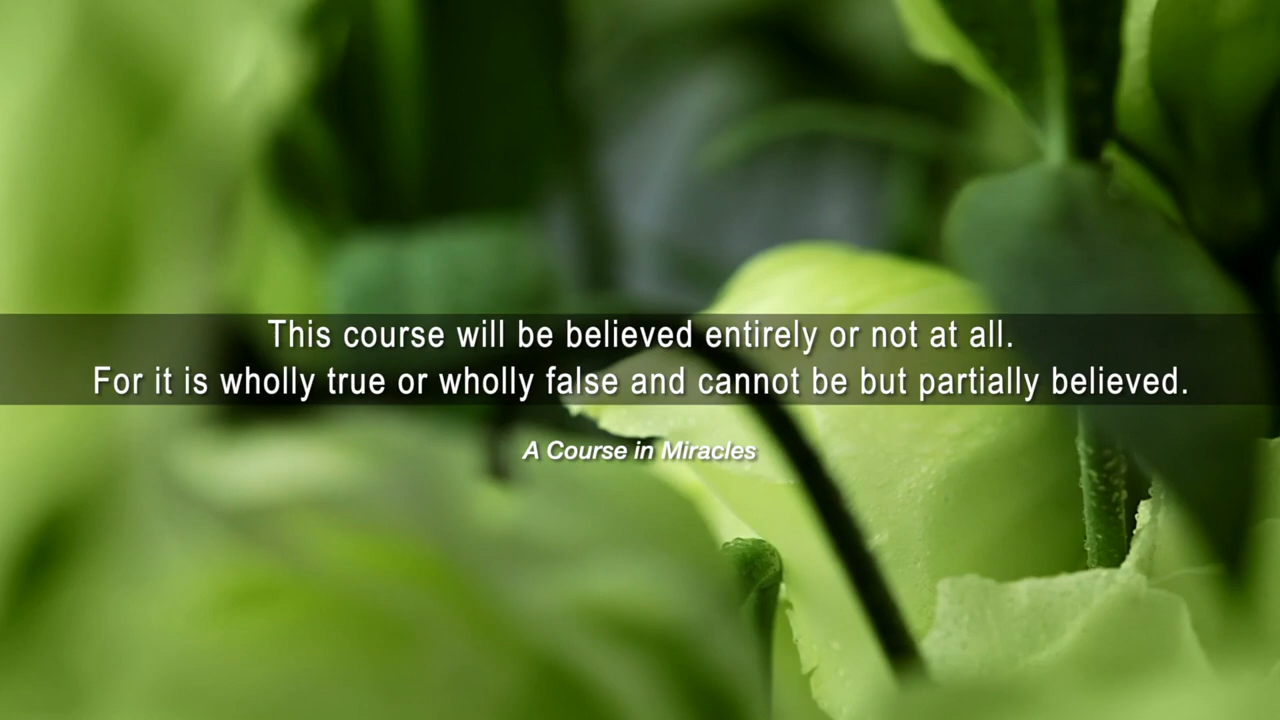 This course will be believed entirely or not at all.
For it is wholly true or wholly false and cannot be but partially believed.
A Course in Miracles